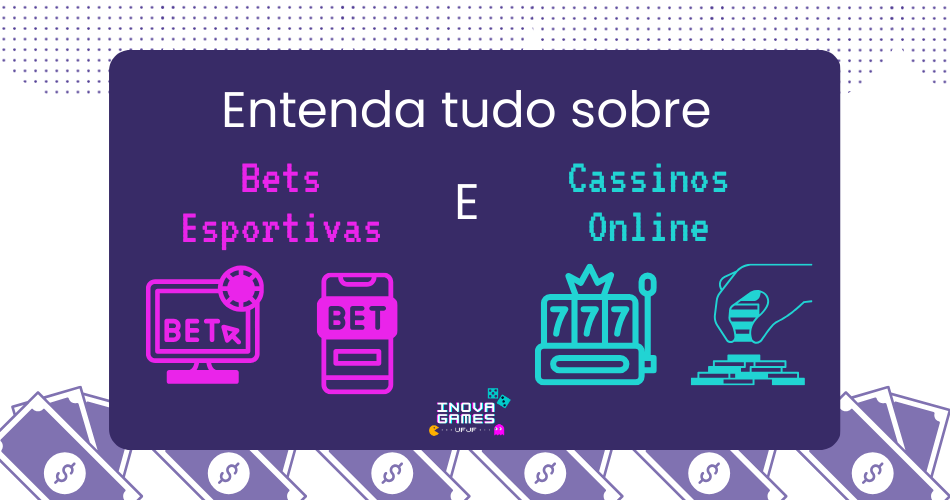 Entenda tudo sobre
Bets
Esportivas
E
Cassinos
Online
BET
BET
777
INOVA
GAMES
UFJF
$ $ $ $ $ $